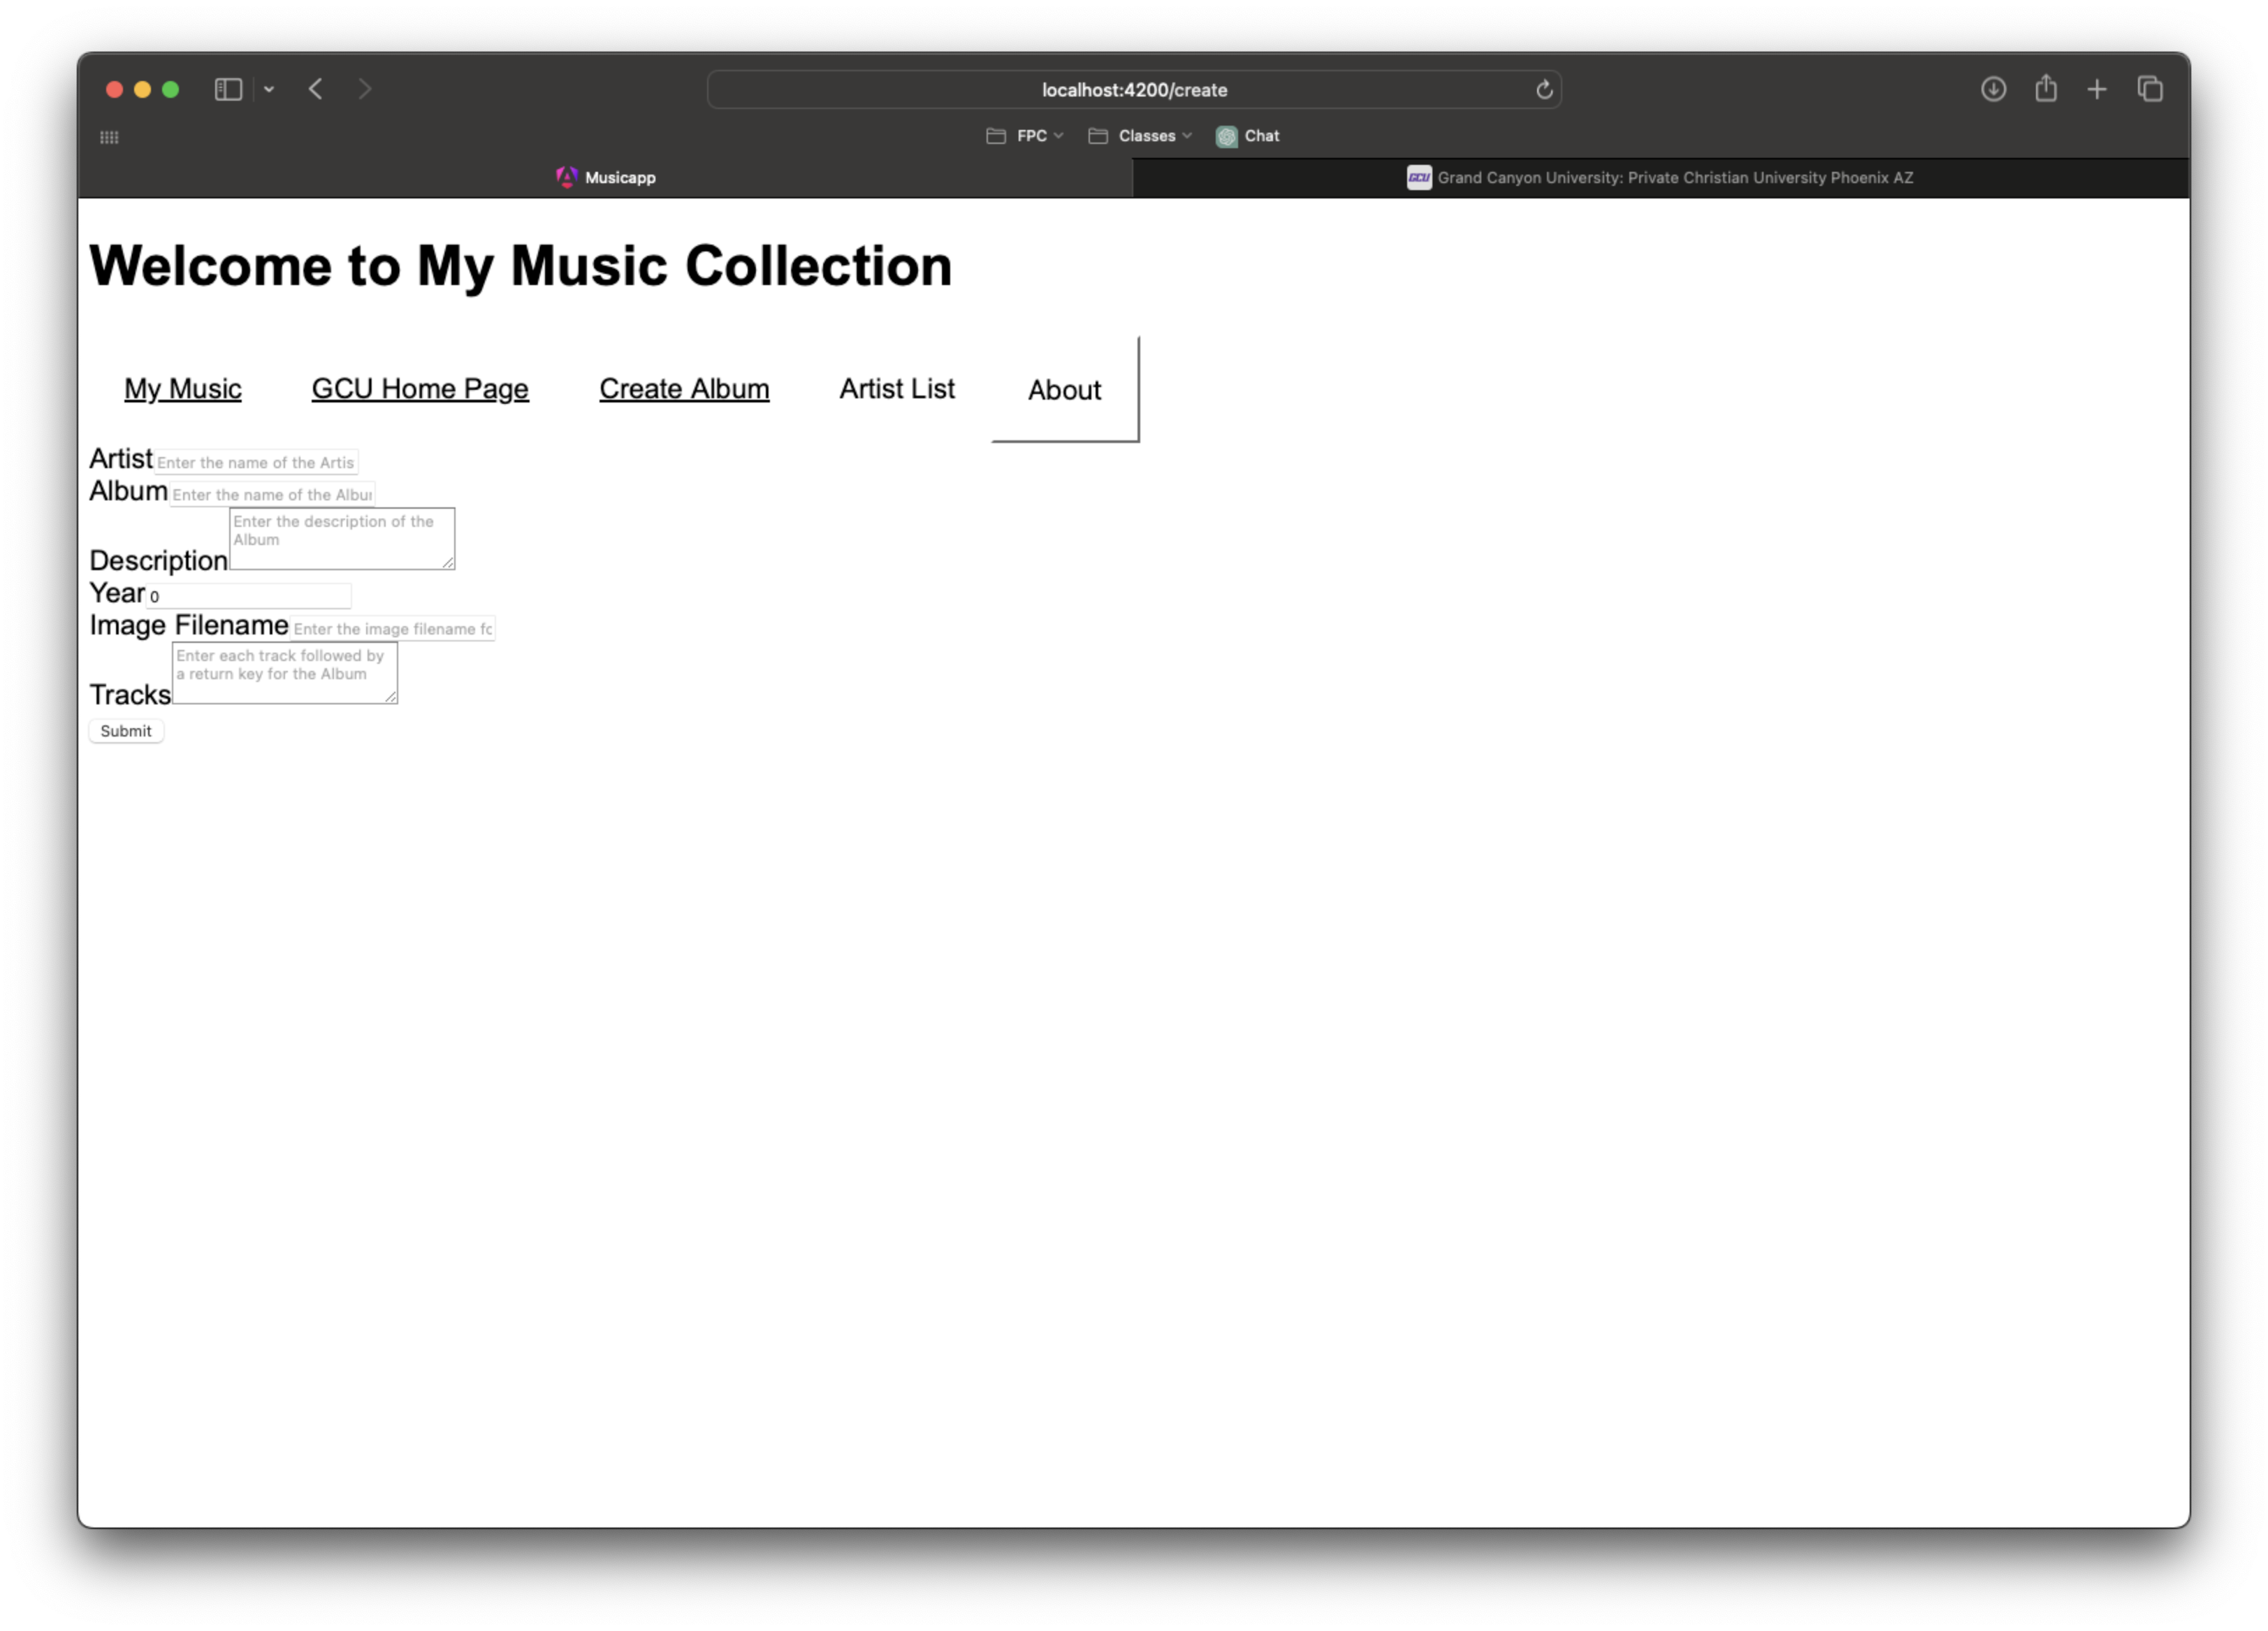 localhost:4200/create
FPC Classes Chat
Musicapp GCU Grand Canyon University: Private Christian University Phoenix AZ
Welcome to My Music Collection
My Music GCU Home Page Create Album Artist List About
Artist Enter the name of the Artis
Album Enter the name of the Albu
Enter the description of the
Album
Description
Year 0
Image Filename Enter the image filename fo
Enter each track followed by
a return key for the Album
Tracks
Submit